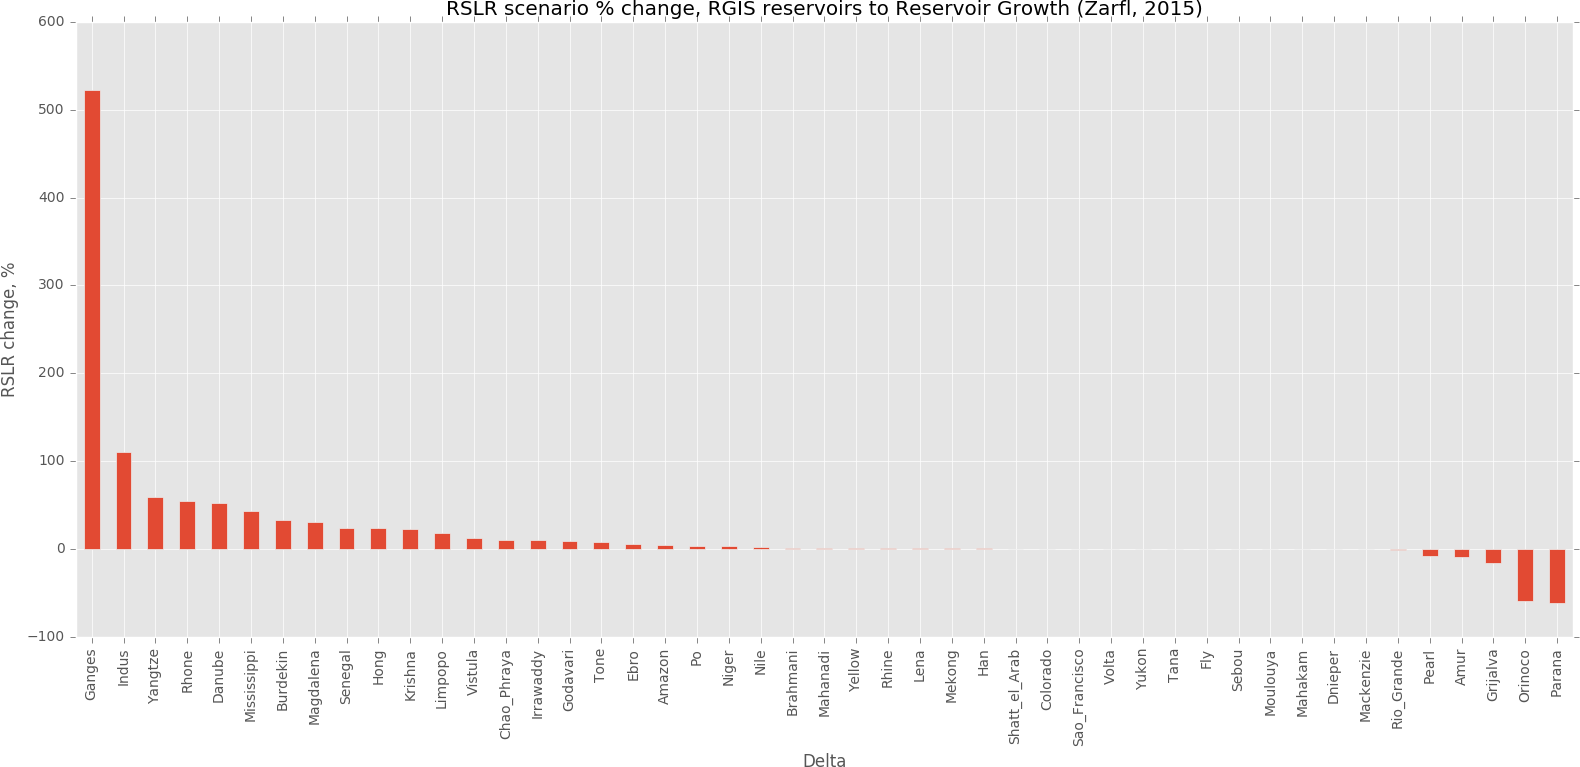 RSLR scenario % change, RGIS reservoirs to Reservoir Growth (Zarfl, 2015)
RSLR change, %
600
500
400
300
200
100
0
−100
Ganges
Indus
Yangtze
Rhone
Danube
Mississippi
Burdekin
Magdalena
Senegal
Hong
Krishna
Limpopo
Vistula
Chao_Phraya
Irrawaddy
Godavari
Tone
Ebro
Amazon
Po
Niger
Nile
Brahmani
Mahanadi
Yellow
Rhine
Lena
Mekong
Han
Shatt_el_Arab
Colorado
Sao_Francisco
Volta
Yukon
Tana
Fly
Sebou
Moulouya
Mahakam
Dnieper
Mackenzie
Rio_Grande
Pearl
Amur
Grijalva
Orinoco
Parana
Delta